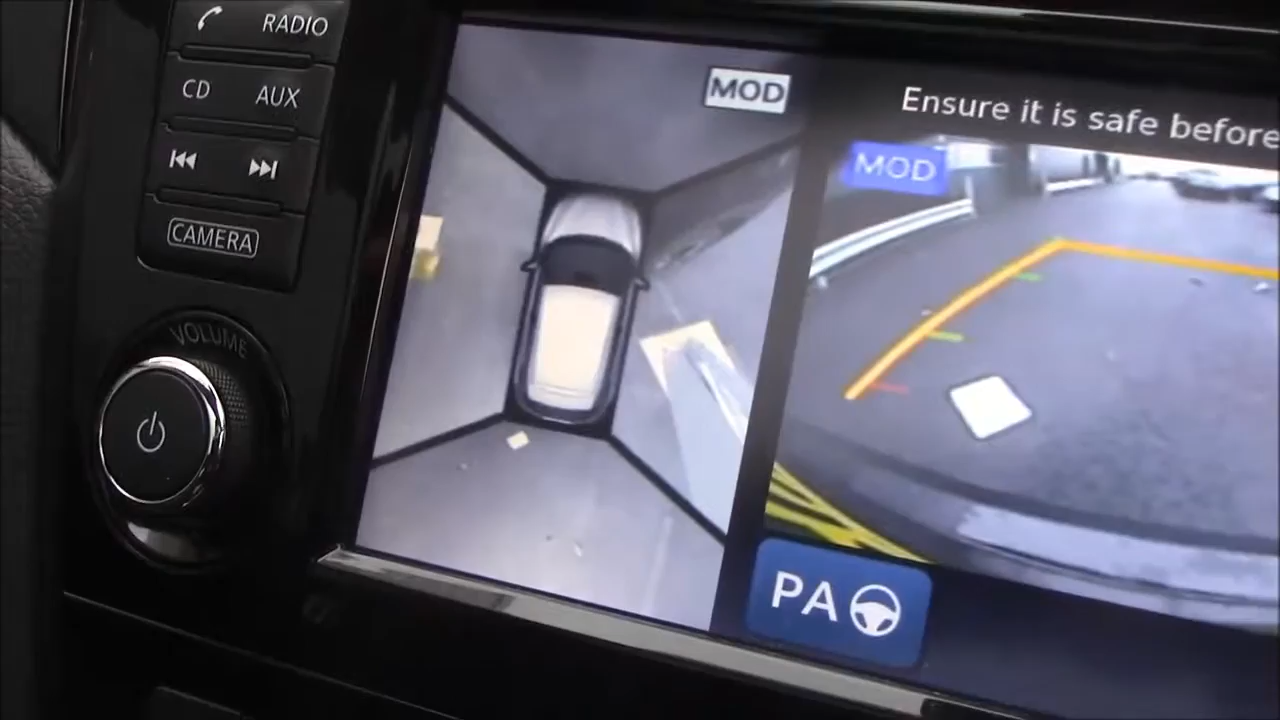 RADIO
CD AUX
CAMERA
VOLUME
MOD
Ensure it is safe before
MOD
PA